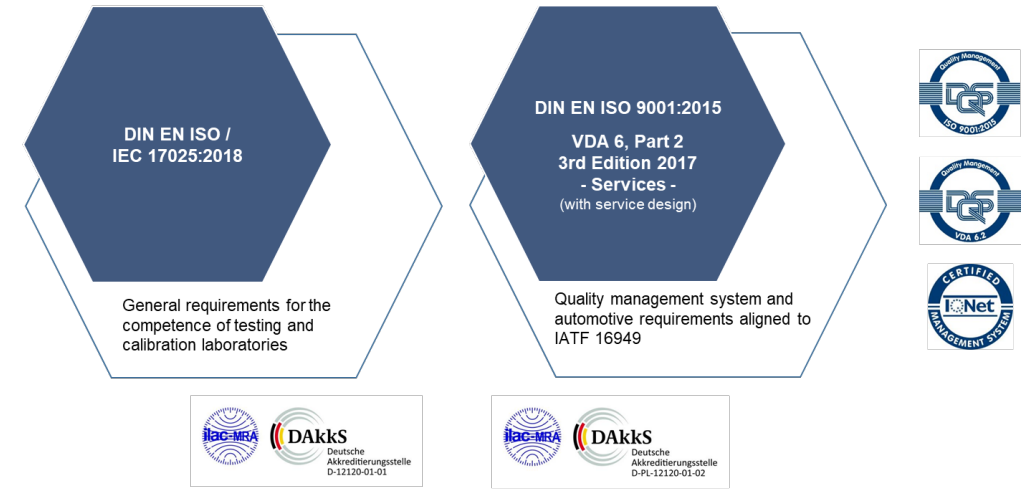 DIN EN ISO /
IEC 17025:2018
General requirements for the
competence of testing and
calibration laboratories
DIN EN ISO 9001:2015
VDA 6, Part 2
3rd Edition 2017
- Services -
(with service design)
Quality management system and
automotive requirements aligned to
IATF 16949
Quality Management
DQS
ISO 9001:2015
Quality Management
DQS
VDA 6.2
CERTIFIED
IQNet
MANAGEMENT SYSTEM
ilac-MRA
DAkkS
Deutsche
Akkreditierungsstelle
D-12120-01-01
ilac-MRA
DAkkS
Deutsche
Akkreditierungsstelle
D-PL-12120-01-02